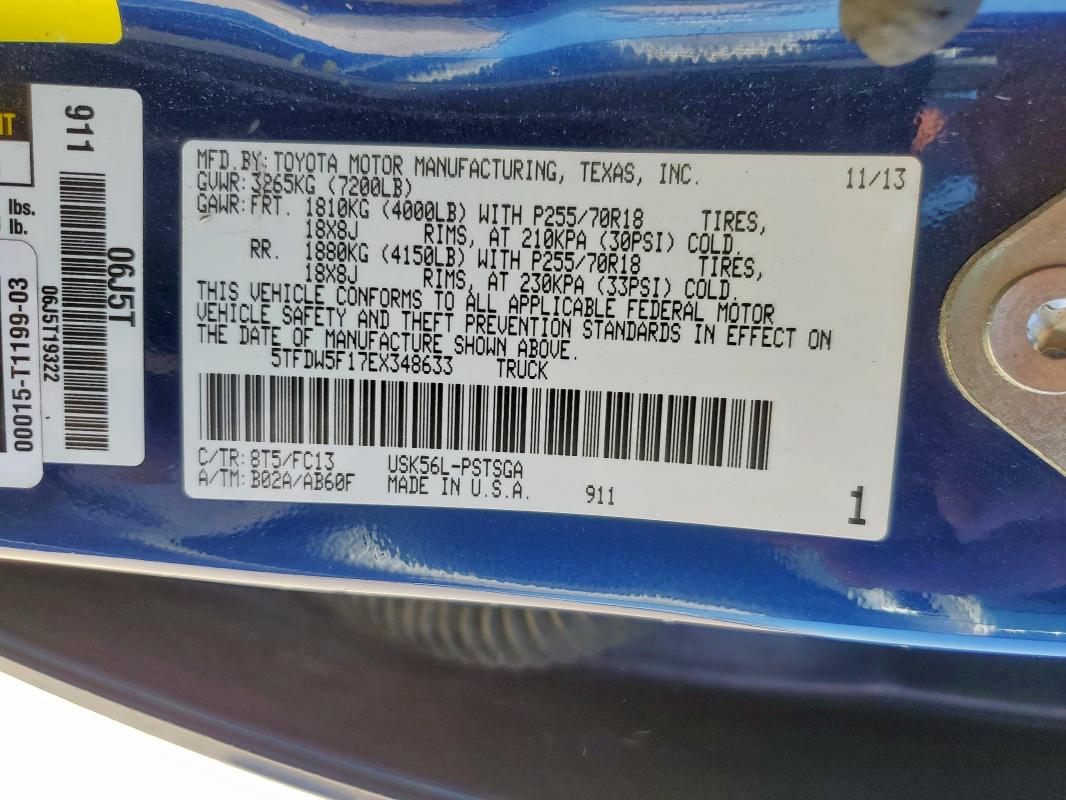 MFD.BY: TOYOTA MOTOR MANUFACTURING, TEXAS, INC. 11/13
GVWR: 3265KG (7200LB)
GAWR: FRT. 1810KG (4000LB) WITH P255/70R18 TIRES,
18X8J RIMS, AT 210KPA (30PSI) COLD.
RR. 1880KG (4150LB) WITH P255/70R18 TIRES,
18X8J RIMS, AT 230KPA (33PSI) COLD.
THIS VEHICLE CONFORMS TO ALL APPLICABLE FEDERAL MOTOR
VEHICLE SAFETY AND THEFT PREVENTION STANDARDS IN EFFECT ON
THE DATE OF MANUFACTURE SHOWN ABOVE.
5TFDW5F17EX348633 TRUCK
C/TR: 8T5/FC13 USK56L-PSTSGA
A/TM: B02A/AB60F MADE IN U.S.A. 911 1
911
06J5T
06J5T19322
lbs.
lb.
00015-T1199-03